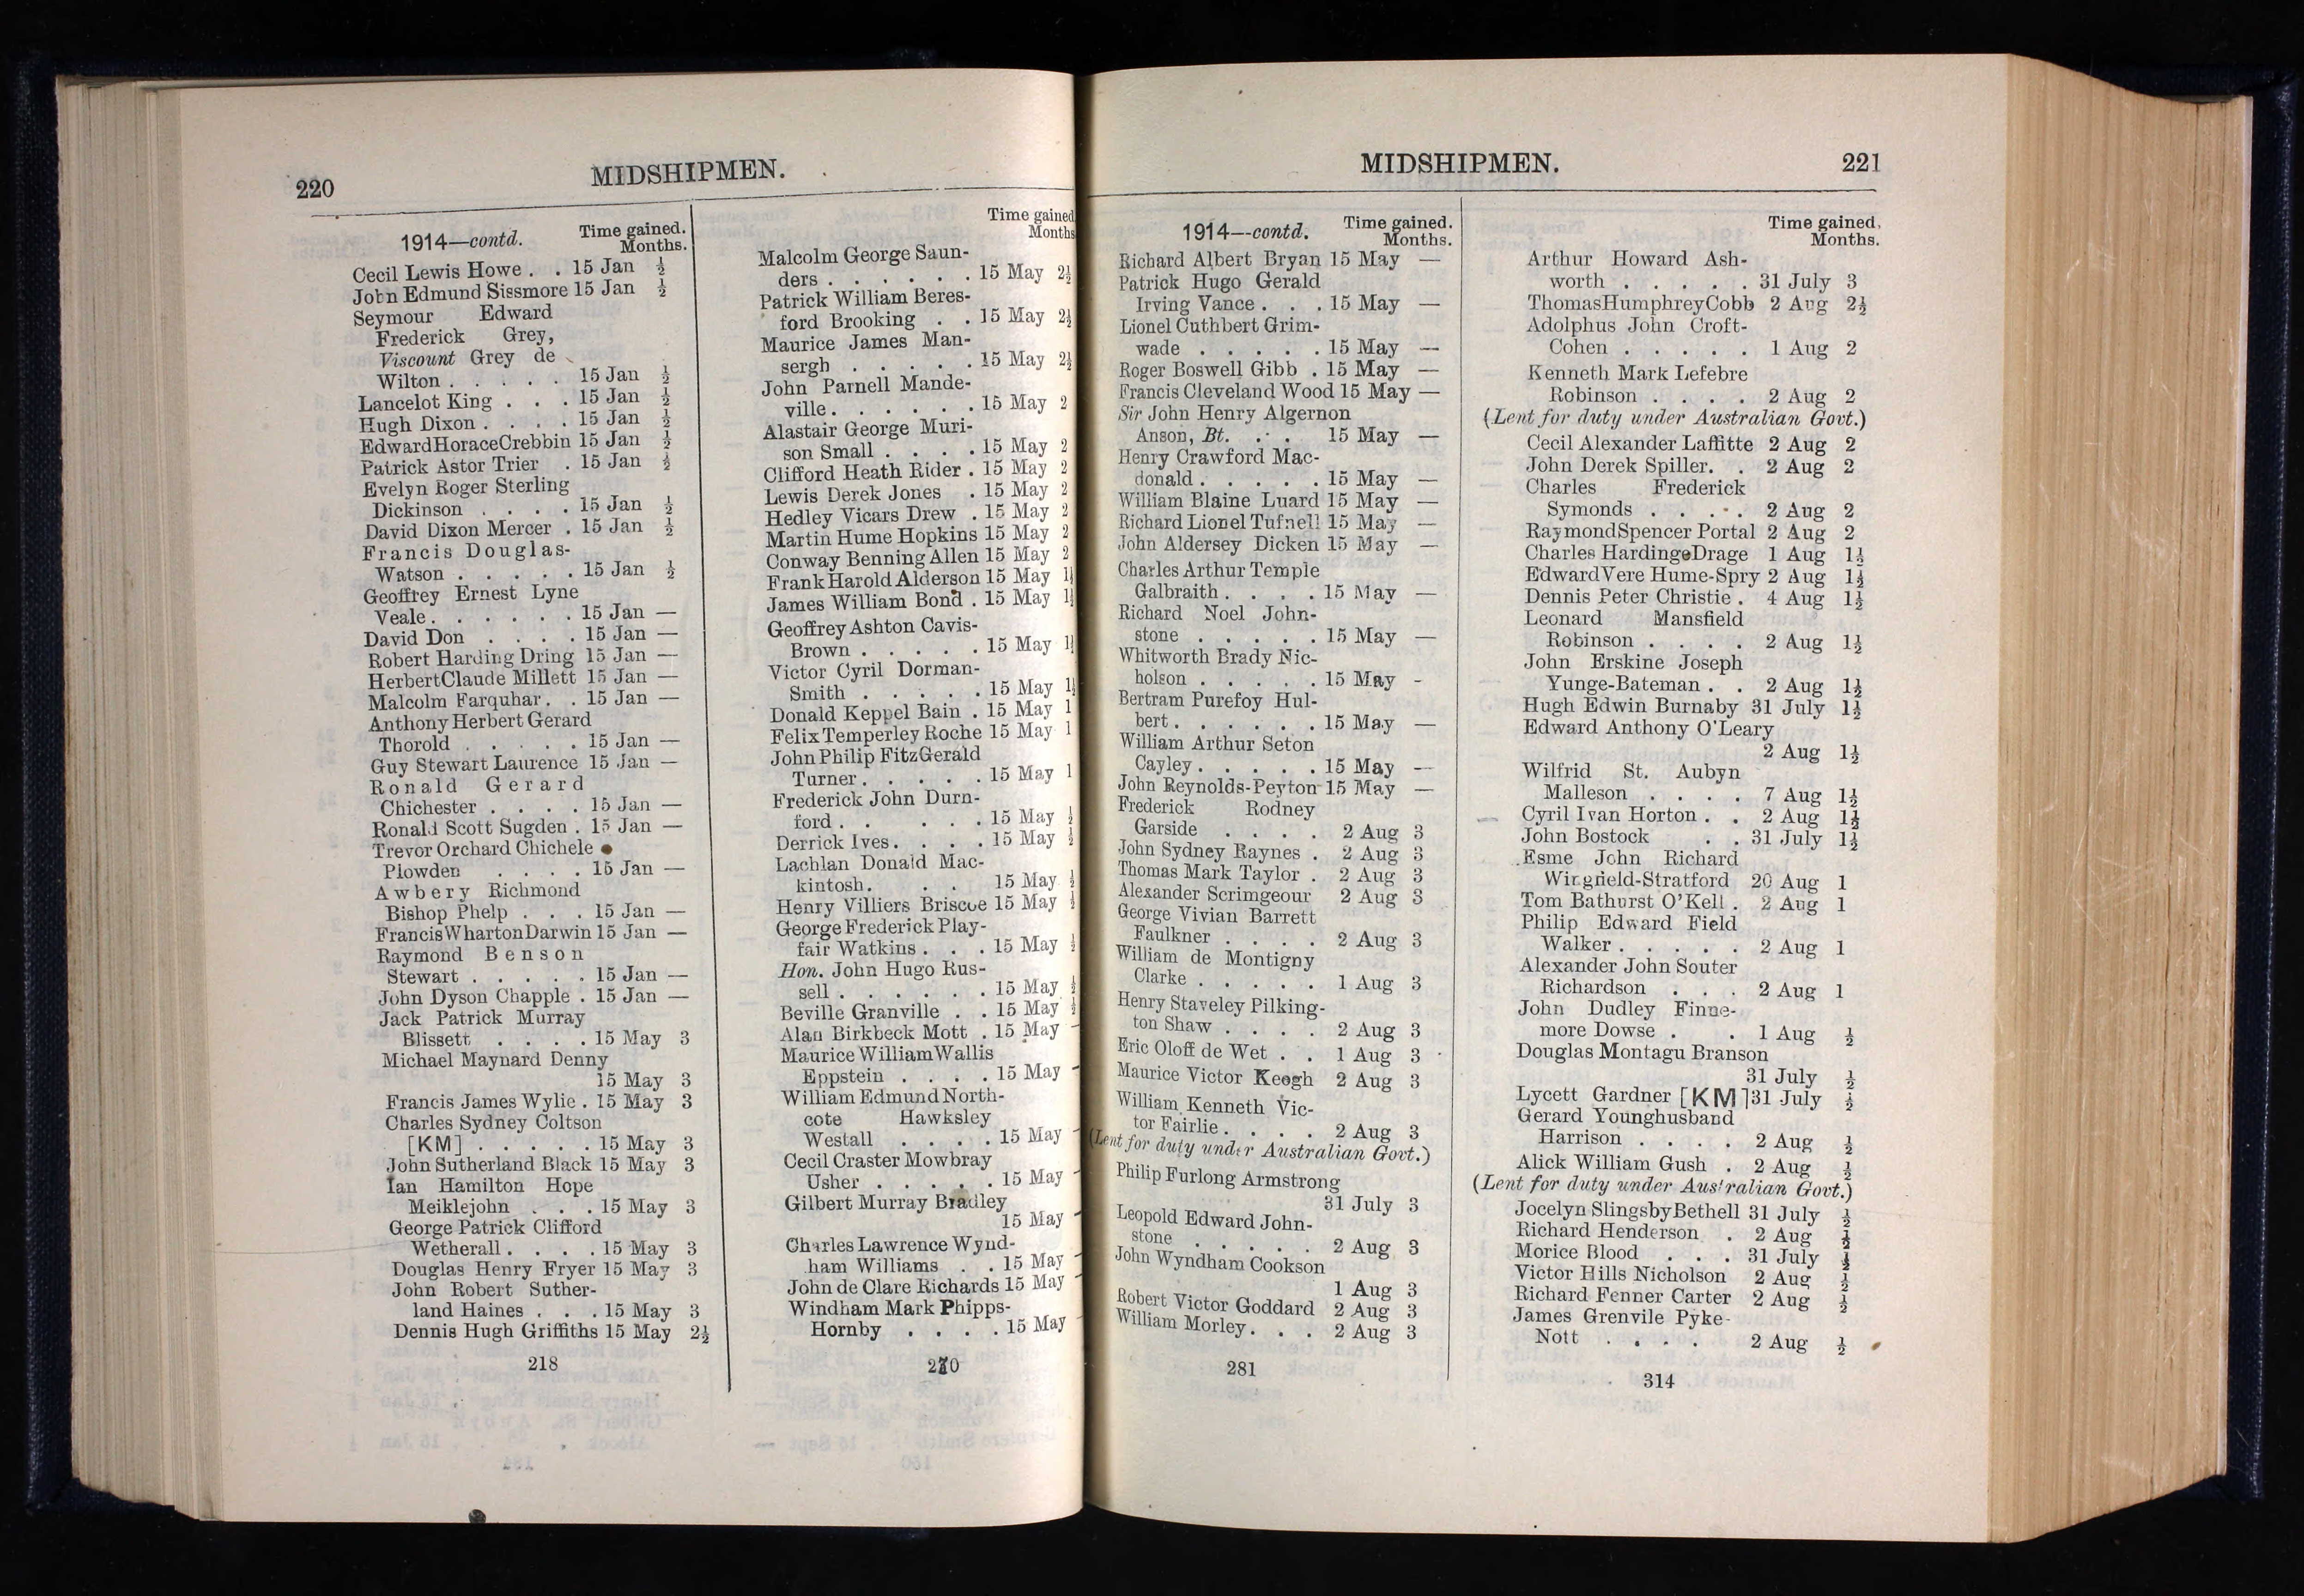 220
MIDSHIPMEN.
1914—contd.
Time gained.
Months.
Cecil Lewis Howe . . 15 Jan ½
John Edmund Sissmore 15 Jan ½
Seymour Edward
Frederick Grey,
Viscount Grey de
Wilton . . . . . 15 Jan ½
Lancelot King . . . 15 Jan ½
Hugh Dixon . . . . 15 Jan ½
Edward Horace Crebbin 15 Jan ½
Patrick Astor Trier . 15 Jan ½
Evelyn Roger Sterling
Dickinson . . . . 15 Jan ½
David Dixon Mercer . 15 Jan ½
Francis Douglas-
Watson . . . . . 15 Jan ½
Geoffrey Ernest Lyne
Veale . . . . . . 15 Jan —
David Don . . . . 15 Jan —
Robert Harding Dring 15 Jan —
Herbert Claude Millett 15 Jan —
Malcolm Farquhar . . 15 Jan —
Anthony Herbert Gerard
Thorold . . . . . 15 Jan —
Guy Stewart Laurence 15 Jan —
Ronald Gerard
Chichester . . . . 15 Jan —
Ronald Scott Sugden . 15 Jan —
Trevor Orchard Chichele
Plowden . . . . 15 Jan —
Awbery Richmond
Bishop Phelp . . . 15 Jan —
Francis Wharton Darwin 15 Jan —
Raymond Benson
Stewart . . . . . 15 Jan —
John Dyson Chapple . 15 Jan —
Jack Patrick Murray
Blissett . . . . 15 May 3
Michael Maynard Denny
15 May 3
Francis James Wylie . 15 May 3
Charles Sydney Coltson
[KM] . . . . . 15 May 3
John Sutherland Black 15 May 3
Ian Hamilton Hope
Meiklejohn . . . 15 May 3
George Patrick Clifford
Wetherall . . . . 15 May 3
Douglas Henry Fryer 15 May 3
John Robert Suther-
land Haines . . . 15 May 3
Dennis Hugh Griffiths 15 May 2½
218
Time gained
Months
Malcolm George Saun-
ders . . . . . . 15 May 2½
Patrick William Beres-
ford Brooking . . 15 May 2½
Maurice James Man-
sergh . . . . . 15 May 2½
John Parnell Mande-
ville . . . . . . 15 May 2
Alastair George Muri-
son Small . . . . 15 May 2
Clifford Heath Rider . 15 May 2
Lewis Derek Jones . 15 May 2
Hedley Vicars Drew . 15 May 2
Martin Hume Hopkins 15 May 2
Conway Benning Allen 15 May 2
Frank Harold Alderson 15 May 1½
James William Bond . 15 May 1½
Geoffrey Ashton Cavis-
Brown . . . . . 15 May 1½
Victor Cyril Dorman-
Smith . . . . . 15 May 1½
Donald Keppel Bain . 15 May 1
Felix Temperley Roche 15 May 1
John Philip FitzGerald
Turner . . . . . 15 May 1
Frederick John Durn-
ford . . . . . 15 May ½
Derrick Ives . . . . 15 May ½
Lachlan Donald Mac-
kintosh . . . 15 May ½
Henry Villiers Briscoe 15 May ½
George Frederick Play-
fair Watkins . . . 15 May ½
Hon. John Hugo Rus-
sell . . . . . . 15 May ½
Beville Granville . . 15 May ½
Alan Birkbeck Mott . 15 May -
Maurice William Wallis
Eppstein . . . . 15 May -
William Edmund North-
cote Hawksley
Westall . . . . 15 May -
Cecil Craster Mowbray
Usher . . . . . 15 May -
Gilbert Murray Bradley
15 May -
Charles Lawrence Wynd-
ham Williams . . 15 May -
John de Clare Richards 15 May -
Windham Mark Phipps-
Hornby . . . . 15 May -
221
MIDSHIPMEN.
1914—contd.
Time gained.
Months.
Richard Albert Bryan 15 May —
Patrick Hugo Gerald
Irving Vance . . . 15 May —
Lionel Cuthbert Grim-
wade . . . . . 15 May —
Roger Boswell Gibb . 15 May —
Francis Cleveland Wood 15 May —
Sir John Henry Algernon
Anson, Bt. . . . 15 May —
Henry Crawford Mac-
donald . . . . . 15 May —
William Blaine Luard 15 May —
Richard Lionel Tufnell 15 May —
John Aldersey Dicken 15 May —
Charles Arthur Temple
Galbraith . . . . 15 May —
Richard Noel John-
stone . . . . . 15 May —
Whitworth Brady Nic-
holson . . . . . 15 May -
Bertram Purefoy Hul-
bert . . . . . . 15 May —
William Arthur Seton
Cayley . . . . . 15 May —
John Reynolds-Peyton 15 May —
Frederick Rodney
Garside . . . . 2 Aug 3
John Sydney Raynes . 2 Aug 3
Thomas Mark Taylor . 2 Aug 3
Alexander Scrimgeour 2 Aug 3
George Vivian Barrett
Faulkner . . . . 2 Aug 3
William de Montigny
Clarke . . . . . 1 Aug 3
Henry Staveley Pilking-
ton Shaw . . . . 2 Aug 3
Eric Oloff de Wet . . 1 Aug 3
Maurice Victor Keogh 2 Aug 3
William Kenneth Vic-
tor Fairlie . . . . 2 Aug 3
(Lent for duty under Australian Govt.)
Philip Furlong Armstrong
31 July 3
Leopold Edward John-
stone . . . . . 2 Aug 3
John Wyndham Cookson
1 Aug 3
Robert Victor Goddard 2 Aug 3
William Morley . . . 2 Aug 3
281
Time gained.
Months.
Arthur Howard Ash-
worth . . . . . 31 July 3
Thomas Humphrey Cobb 2 Aug 2½
Adolphus John Croft-
Cohen . . . . . 1 Aug 2
Kenneth Mark Lefebre
Robinson . . . . 2 Aug 2
(Lent for duty under Australian Govt.)
Cecil Alexander Laffitte 2 Aug 2
John Derek Spiller . . 2 Aug 2
Charles Frederick
Symonds . . . . 2 Aug 2
Raymond Spencer Portal 2 Aug 2
Charles Hardinge Drage 1 Aug 1½
Edward Vere Hume-Spry 2 Aug 1½
Dennis Peter Christie . 4 Aug 1½
Leonard Mansfield
Robinson . . . . 2 Aug 1½
John Erskine Joseph
Yunge-Bateman . . 2 Aug 1½
Hugh Edwin Burnaby 31 July 1½
Edward Anthony O'Leary
2 Aug 1½
Wilfrid St. Aubyn
Malleson . . . . 7 Aug 1½
Cyril Ivan Horton . . 2 Aug 1½
John Bostock . . 31 July 1½
Esme John Richard
Wingfield-Stratford 20 Aug 1
Tom Bathurst O'Kell . 2 Aug 1
Philip Edward Field
Walker . . . . . 2 Aug 1
Alexander John Souter
Richardson . . . 2 Aug 1
John Dudley Finne-
more Dowse . . 1 Aug ½
Douglas Montagu Branson
31 July ½
Lycett Gardner [KM] 31 July ½
Gerard Younghusband
Harrison . . . . 2 Aug ½
Alick William Gush . 2 Aug ½
(Lent for duty under Australian Govt.)
Jocelyn Slingsby Bethell 31 July ½
Richard Henderson . 2 Aug ½
Morice Blood . . . 31 July ½
Victor Hills Nicholson 2 Aug ½
Richard Fenner Carter 2 Aug ½
James Grenvile Pyke-
Nott . . . . 2 Aug ½
314